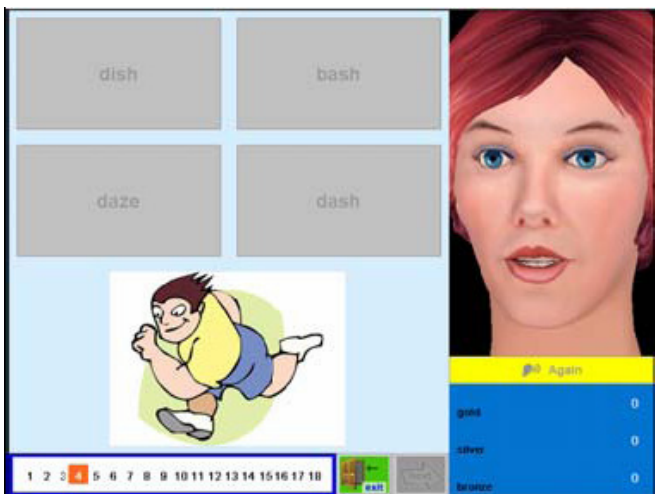 dish bash
daze dash
Again
gold 0
silver 0
bronze 0
1 2 3 4 5 6 7 8 9 10 11 12 13 14 15 16 17 18
exit